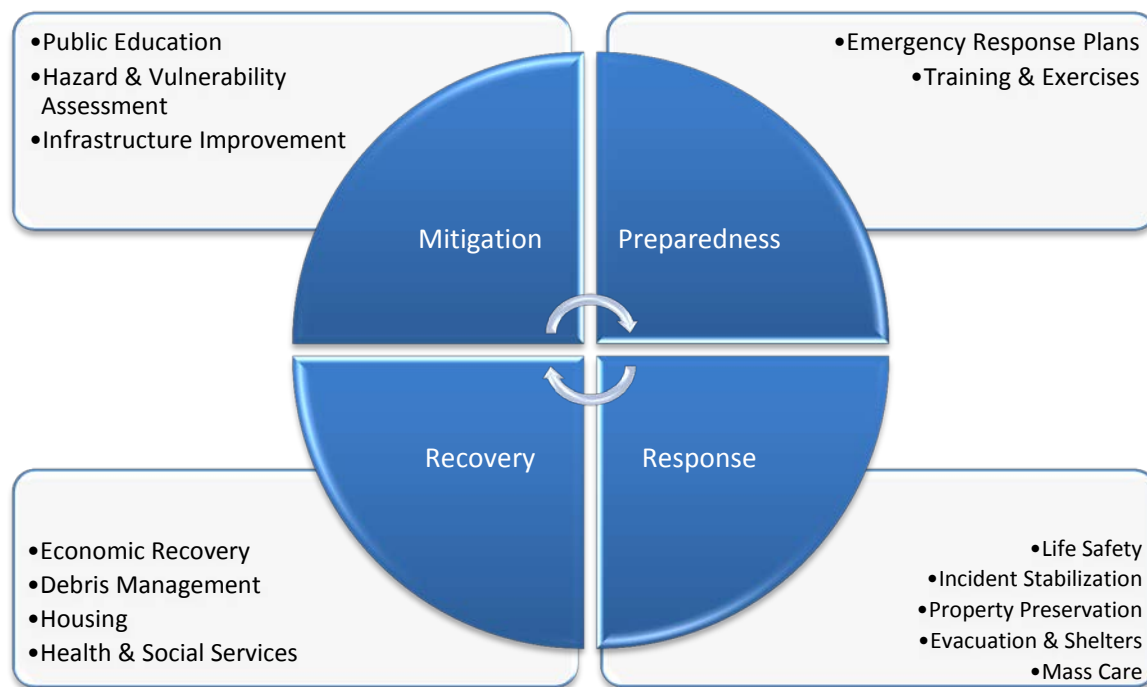 •Public Education
•Hazard & Vulnerability
Assessment
•Infrastructure Improvement
•Emergency Response Plans
•Training & Exercises
Mitigation
Preparedness
Recovery
Response
•Economic Recovery
•Debris Management
•Housing
•Health & Social Services
•Life Safety
•Incident Stabilization
•Property Preservation
•Evacuation & Shelters
•Mass Care